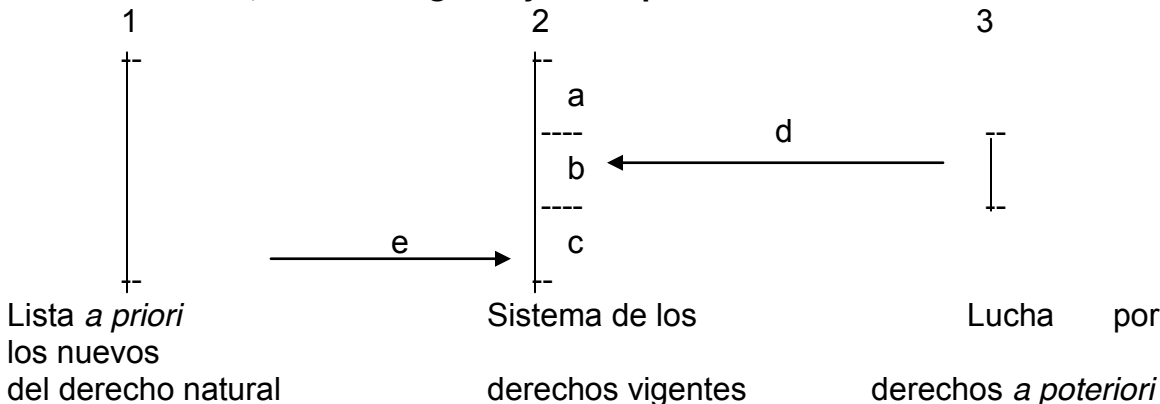 1 2 3
a
d
b
e c
Lista a priori Sistema de los Lucha por
los nuevos
del derecho natural derechos vigentes derechos a poteriori